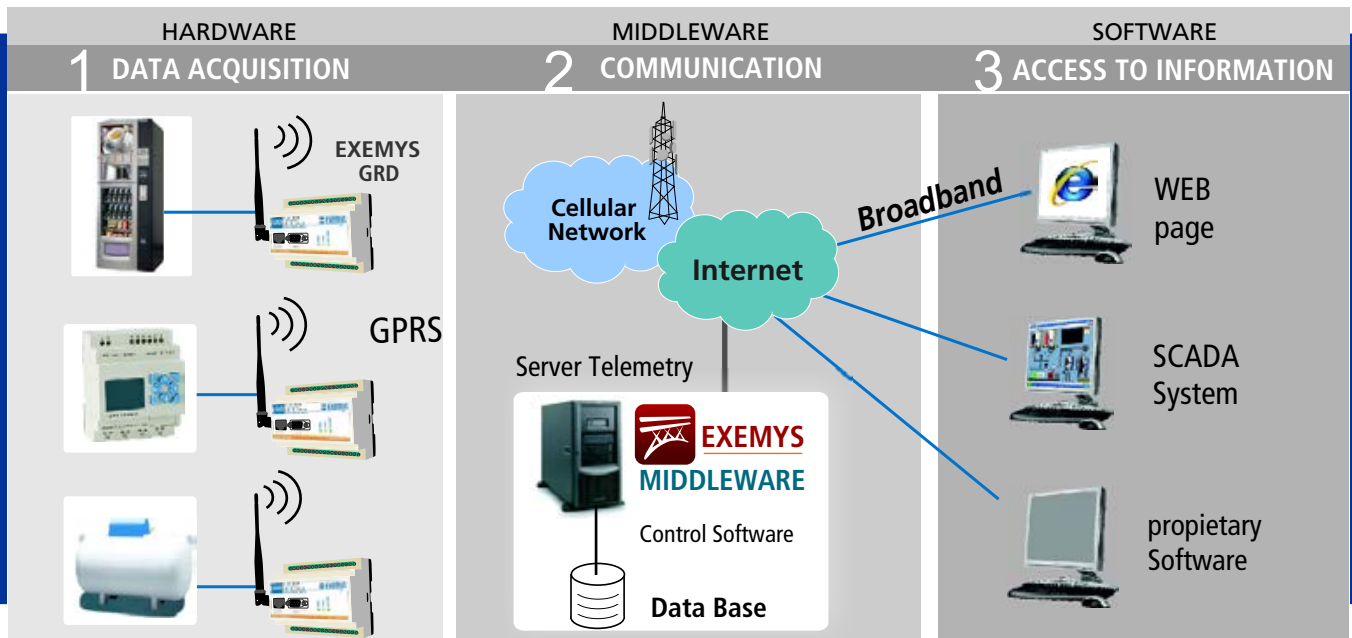 HARDWARE
1 DATA ACQUISITION
EXEMYS
GRD
GPRS
MIDDLEWARE
2 COMMUNICATION
Cellular
Network
Internet
Broadband
Server Telemetry
EXEMYS
MIDDLEWARE
Control Software
Data Base
SOFTWARE
3 ACCESS TO INFORMATION
WEB
page
SCADA
System
propietary
Software